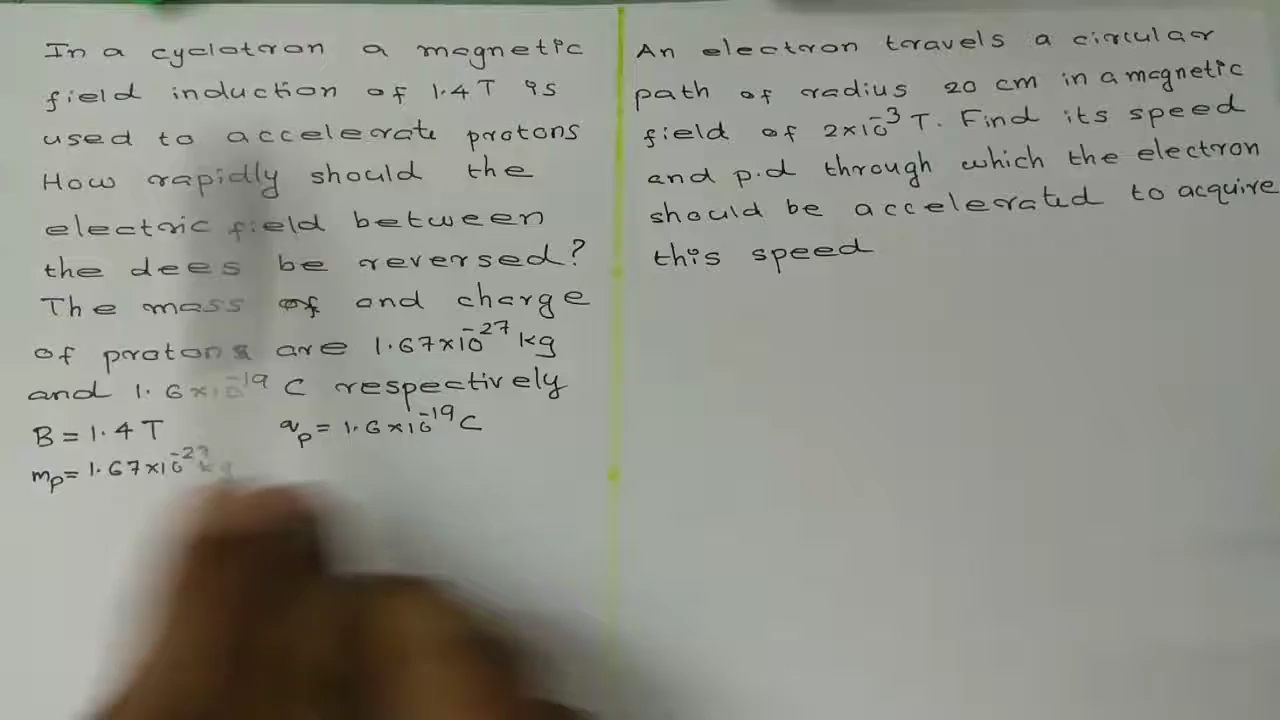 In a cyclotron a magnetic
field induction of 1.4 T is
used to accelerate protons
How rapidly should the
electric field between
the dees be reversed?
The mass of and charge
of protons are 1.67×10⁻²⁷ kg
and 1.6×10⁻¹⁹ C respectively
B = 1.4 T qₚ = 1.6×10⁻¹⁹ C
mₚ = 1.67×10⁻²⁷ kg
An electron travels a circular
path of radius 20 cm in a magnetic
field of 2×10⁻³ T. Find its speed
and p.d through which the electron
should be accelerated to acquire
this speed